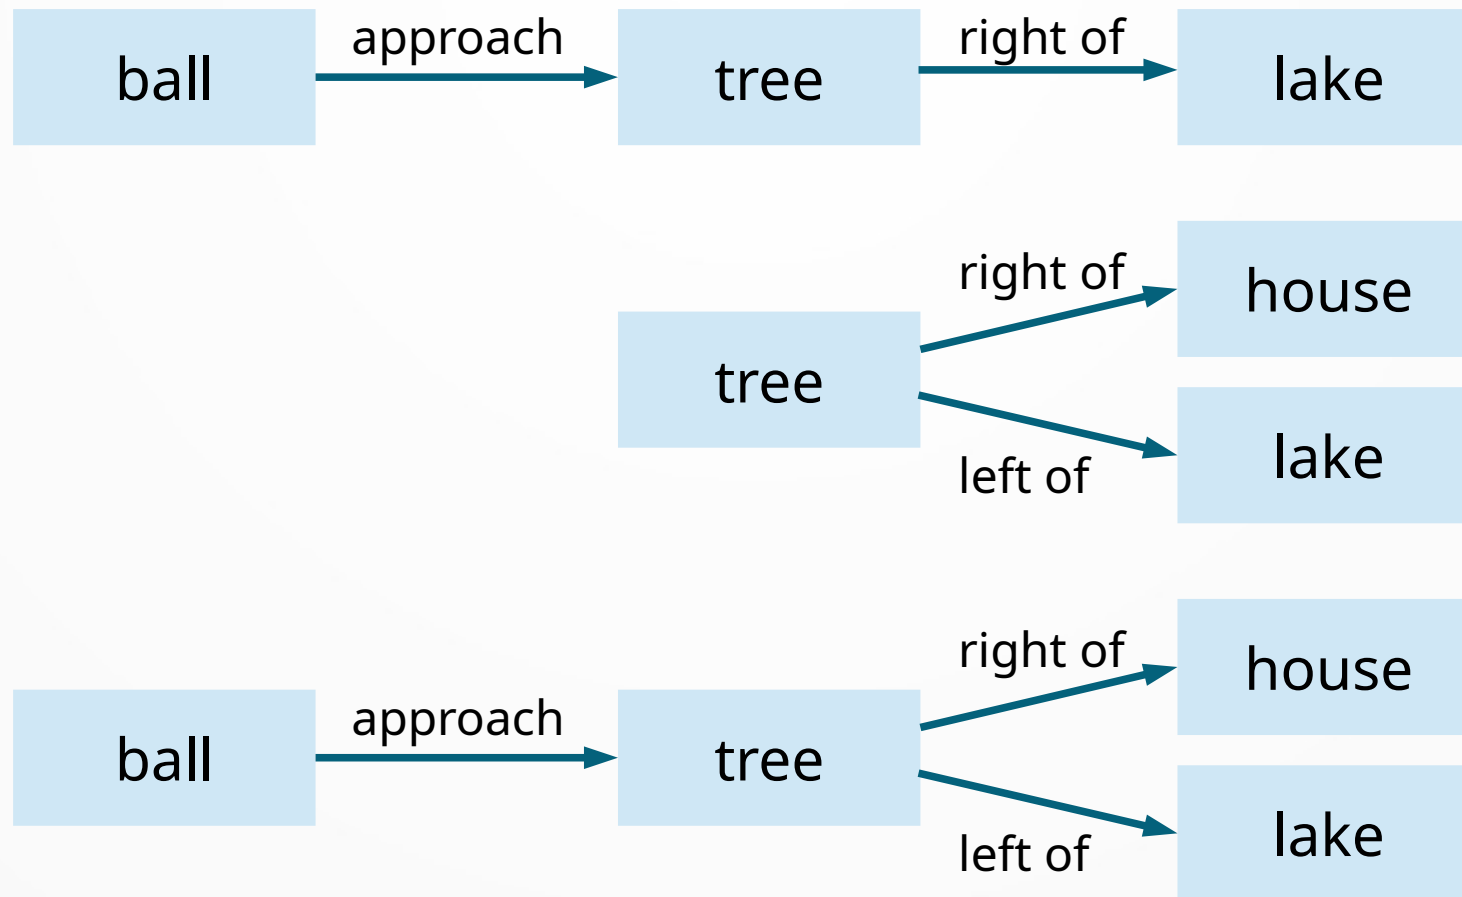 ball
approach
tree
right of
lake
right of
house
tree
left of
lake
right of
house
ball
approach
tree
left of
lake